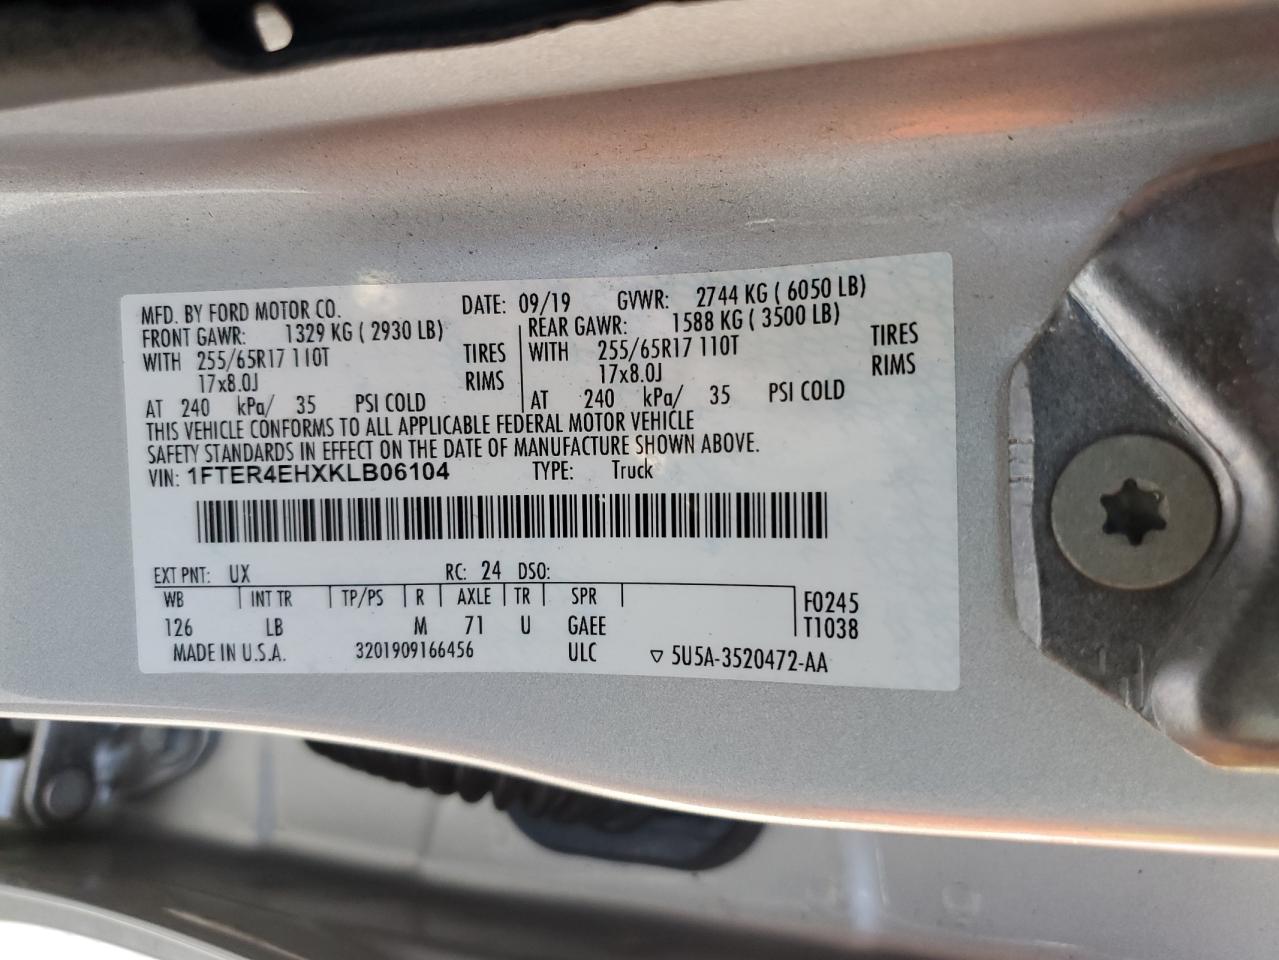 MFD. BY FORD MOTOR CO. DATE: 09/19 GVWR: 2744 KG ( 6050 LB)
FRONT GAWR: 1329 KG ( 2930 LB) REAR GAWR: 1588 KG ( 3500 LB)
WITH 255/65R17 110T TIRES WITH 255/65R17 110T TIRES
17x8.0J RIMS 17x8.0J RIMS
AT 240 kPa/ 35 PSI COLD AT 240 kPa/ 35 PSI COLD
THIS VEHICLE CONFORMS TO ALL APPLICABLE FEDERAL MOTOR VEHICLE
SAFETY STANDARDS IN EFFECT ON THE DATE OF MANUFACTURE SHOWN ABOVE.
VIN: 1FTER4EHXKLB06104 TYPE: Truck
EXT PNT: UX RC: 24 DSO:
WB INT TR TP/PS R AXLE TR SPR F0245
126 LB M 71 U GAEE T1038
MADE IN U.S.A. 3201909166456 ULC ▽ 5U5A-3520472-AA